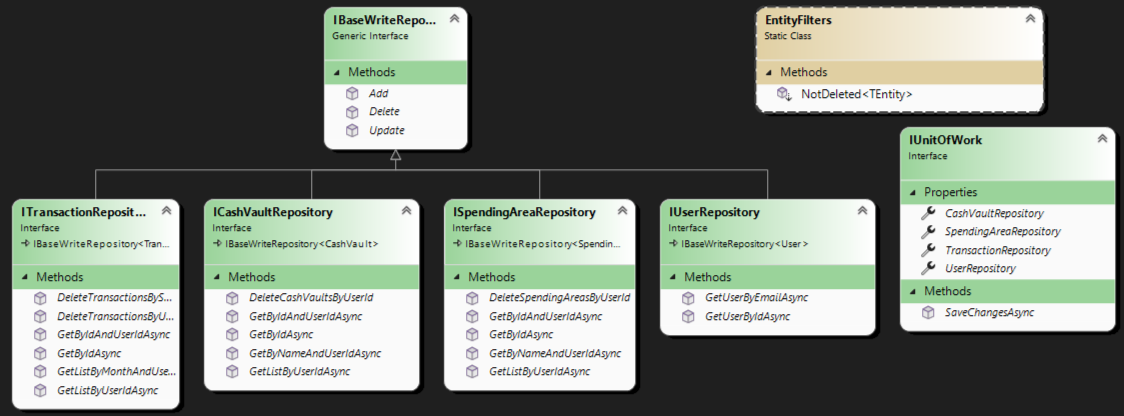 IBaseWriteRepo...
Generic Interface
Methods
Add
Delete
Update
EntityFilters
Static Class
Methods
NotDeleted<TEntity>
IUnitOfWork
Interface
Properties
CashVaultRepository
SpendingAreaRepository
TransactionRepository
UserRepository
Methods
SaveChangesAsync
ITransactionReposit...
Interface
IBaseWriteRepository<Tran...
Methods
DeleteTransactionsByS...
DeleteTransactionsByU...
GetByIdAndUserIdAsync
GetByIdAsync
GetListByMonthAndUse...
GetListByUserIdAsync
ICashVaultRepository
Interface
IBaseWriteRepository<CashVault>
Methods
DeleteCashVaultsByUserId
GetByIdAndUserIdAsync
GetByIdAsync
GetByNameAndUserIdAsync
GetListByUserIdAsync
ISpendingAreaRepository
Interface
IBaseWriteRepository<Spendin...
Methods
DeleteSpendingAreasByUserId
GetByIdAndUserIdAsync
GetByIdAsync
GetByNameAndUserIdAsync
GetListByUserIdAsync
IUserRepository
Interface
IBaseWriteRepository<User>
Methods
GetUserByEmailAsync
GetUserByIdAsync